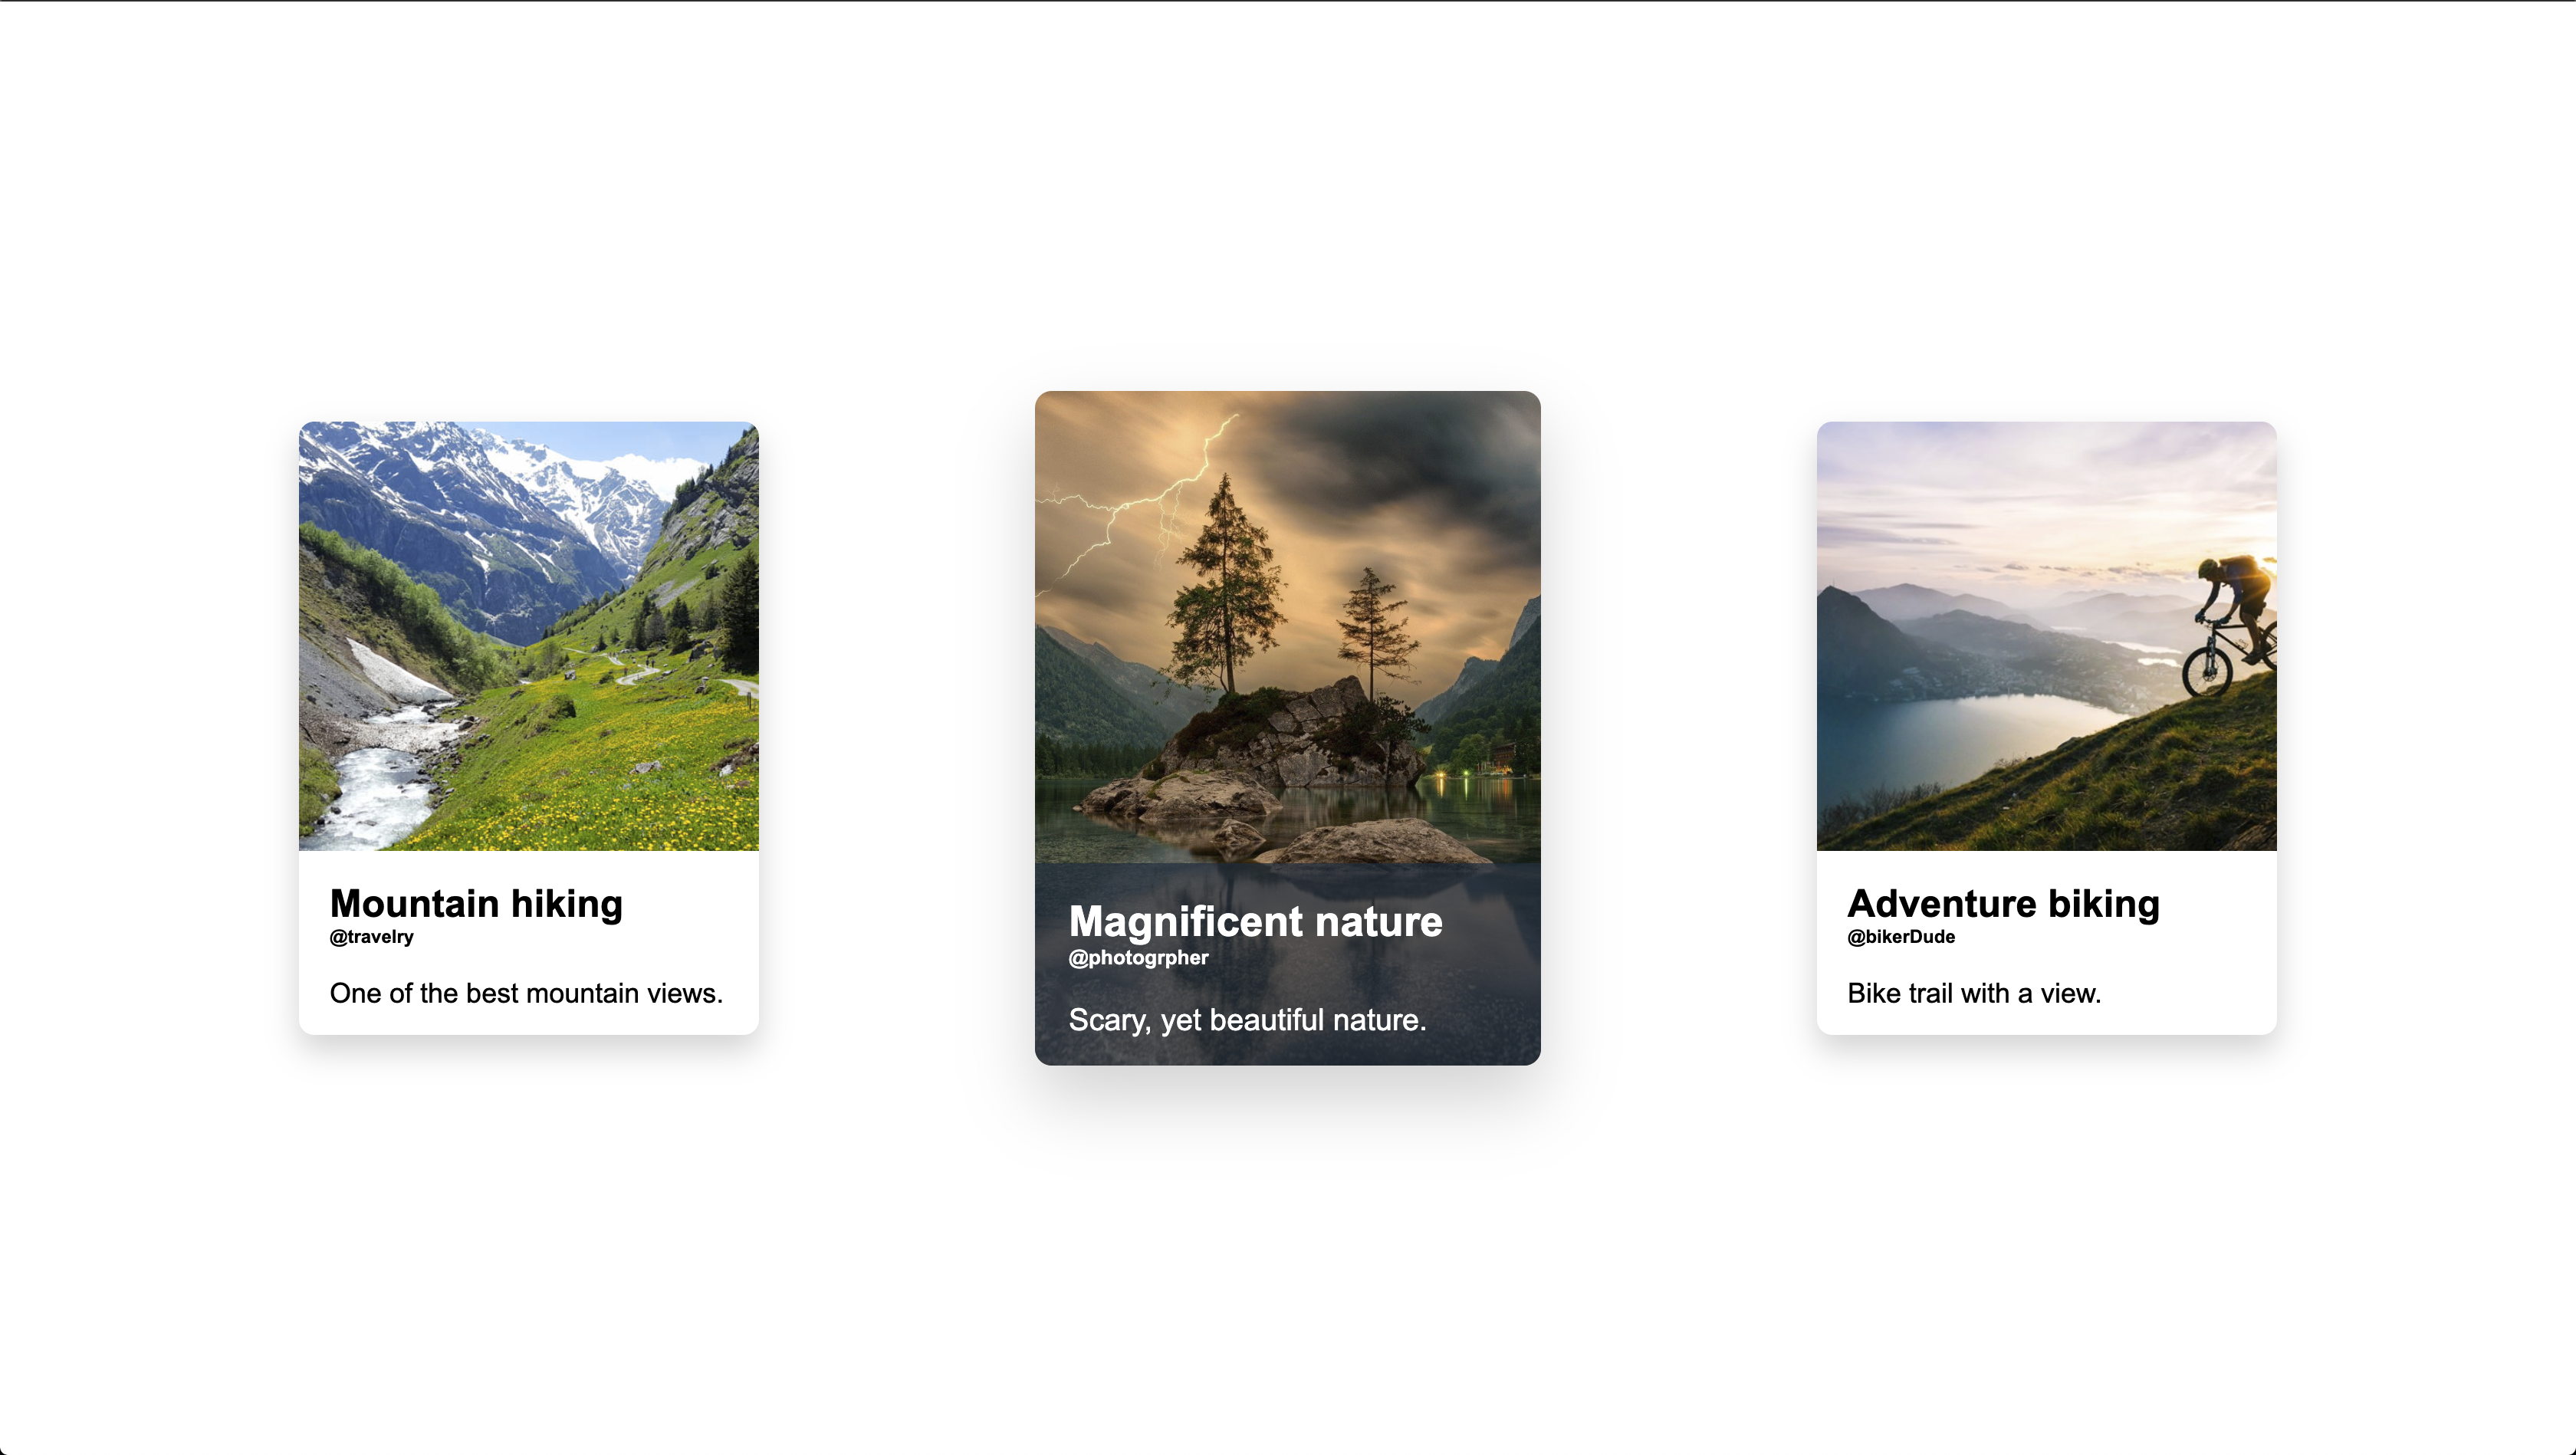 Mountain hiking
@travelry
One of the best mountain views.
Magnificent nature
@photogrpher
Scary, yet beautiful nature.
Adventure biking
@bikerDude
Bike trail with a view.